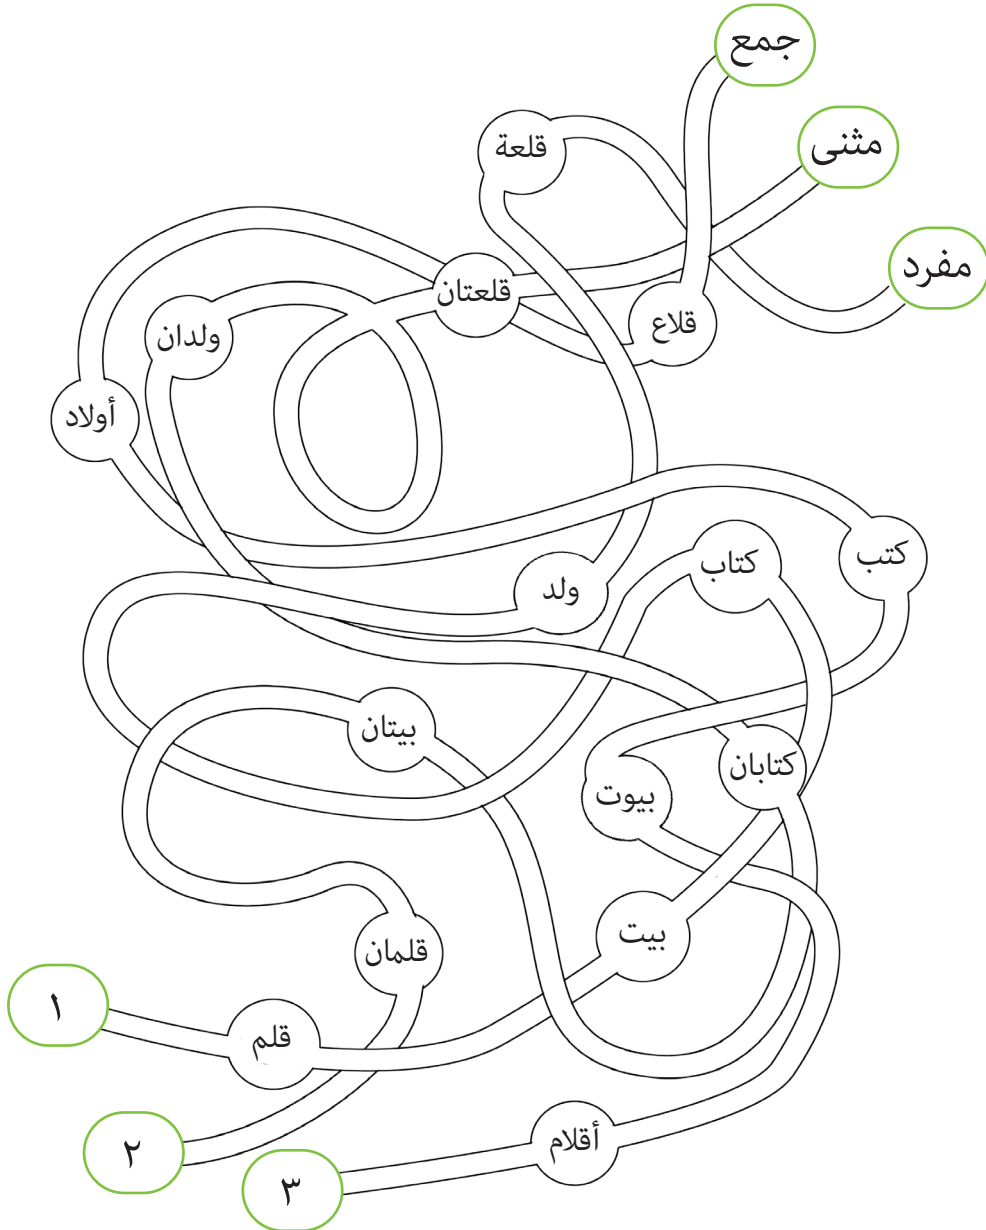 جمع
مثنى
مفرد
قلعة
قلعتان
قلاع
ولدان
أولاد
كتب
كتاب
ولد
بيتان
كتابان
بيوت
بيت
قلمان
١
قلم
٢
أقلام
٣